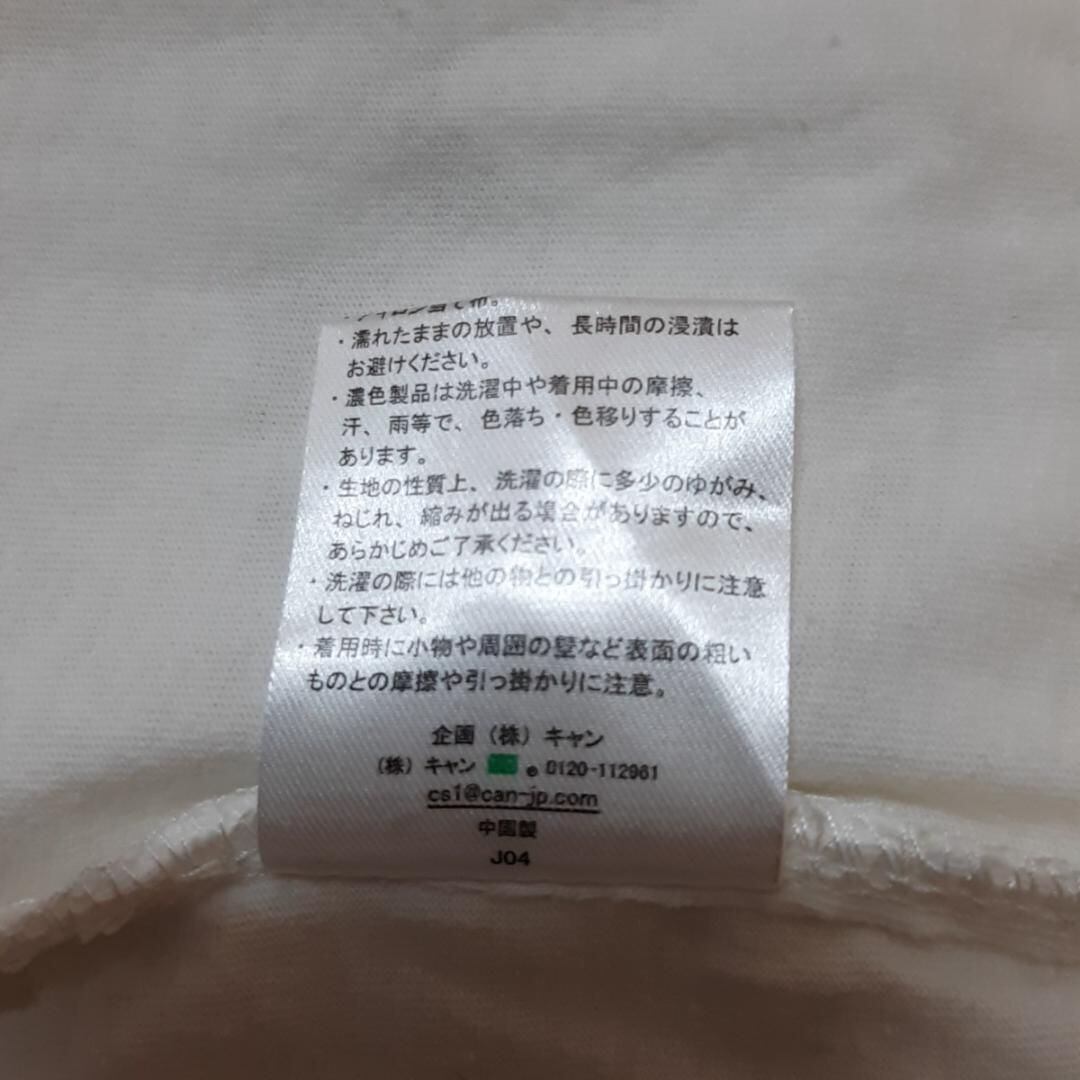 ・アイロン当て布。
・濡れたままの放置や、長時間の浸漬は
お避けください。
・濃色製品は洗濯中や着用中の摩擦、
汗、雨等で、色落ち・色移りすることが
あります。
・生地の性質上、洗濯の際に多少のゆがみ、
ねじれ、縮みが出る場合がありますので、
あらかじめご了承ください。
・洗濯の際には他の物との引っ掛かりに注意
して下さい。
・着用時に小物や周囲の壁など表面の粗い
ものとの摩擦や引っ掛かりに注意。
企画（株）キャン
（株）キャン 0120-112961
cs1@can-jp.com
中国製
J04